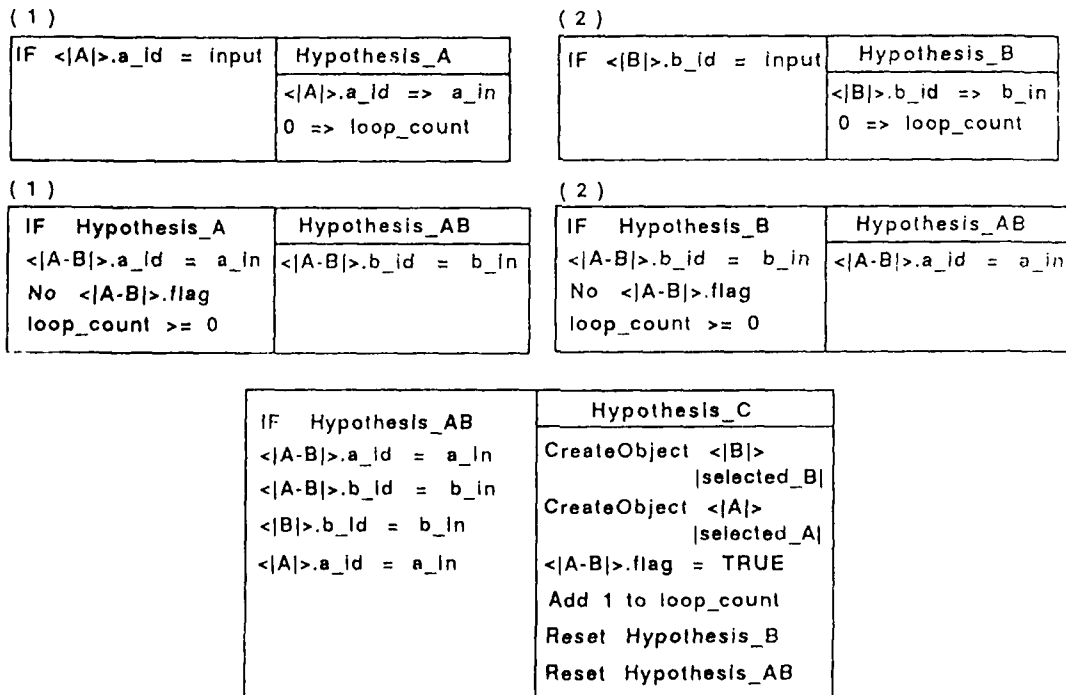 (1)
IF <|A|>.a_id = input
Hypothesis_A
<|A|>.a_id => a_in
0 => loop_count
(2)
IF <|B|>.b_id = input
Hypothesis_B
<|B|>.b_id => b_in
0 => loop_count
(1)
IF Hypothesis_A
<|A-B|>.a_id = a_in
No <|A-B|>.flag
loop_count >= 0
Hypothesis_AB
<|A-B|>.b_id = b_in
(2)
IF Hypothesis_B
<|A-B|>.b_id = b_in
No <|A-B|>.flag
loop_count >= 0
Hypothesis_AB
<|A-B|>.a_id = a_in
IF Hypothesis_AB
<|A-B|>.a_id = a_in
<|A-B|>.b_id = b_in
<|B|>.b_id = b_in
<|A|>.a_id = a_in
Hypothesis_C
CreateObject <|B|>
|selected_B|
CreateObject <|A|>
|selected_A|
<|A-B|>.flag = TRUE
Add 1 to loop_count
Reset Hypothesis_B
Reset Hypothesis_AB